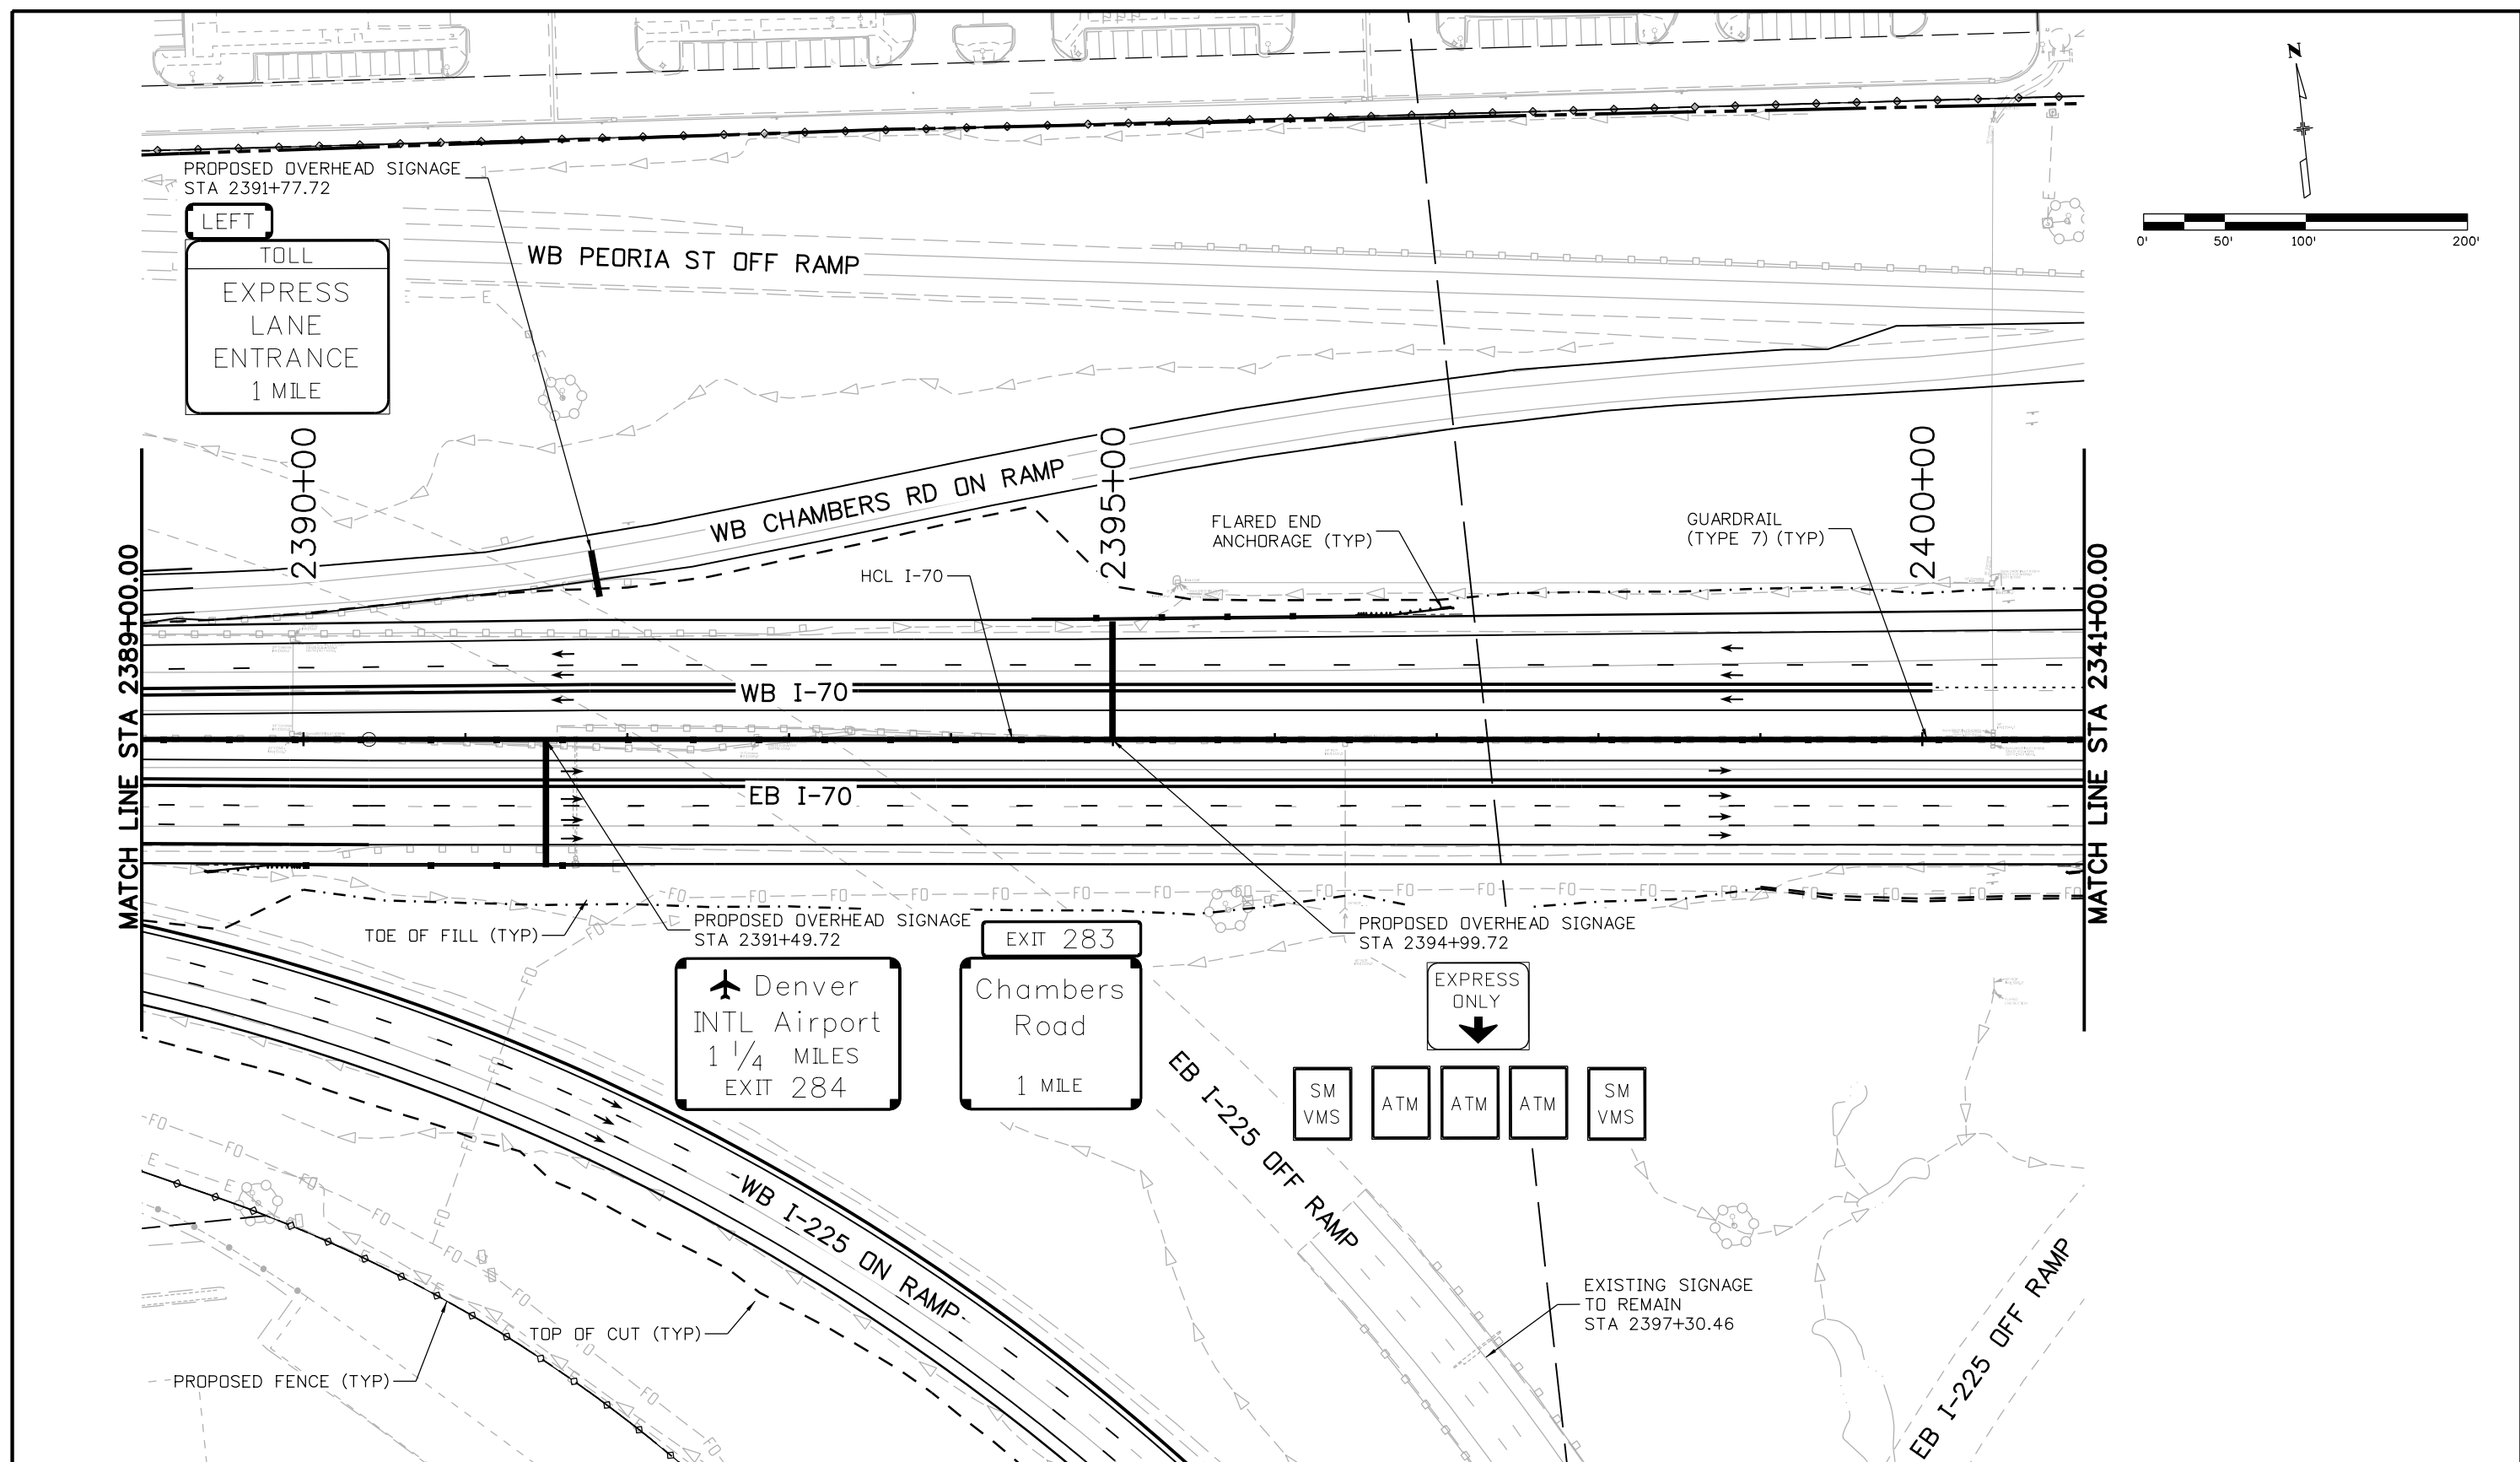 N
0' 50' 100' 200'
PROPOSED OVERHEAD SIGNAGE
STA 2391+77.72
LEFT
TOLL
EXPRESS
LANE
ENTRANCE
1 MILE
WB PEORIA ST OFF RAMP
2390+00
2395+00
2400+00
WB CHAMBERS RD ON RAMP
FLARED END
ANCHORAGE (TYP)
GUARDRAIL
(TYPE 7) (TYP)
HCL I-70
MATCH LINE STA 2389+00.00
MATCH LINE STA 2341+00.00
WB I-70
EB I-70
TOE OF FILL (TYP)
PROPOSED OVERHEAD SIGNAGE
STA 2391+49.72
Denver
INTL Airport
1 1/4 MILES
EXIT 284
EXIT 283
Chambers
Road
1 MILE
PROPOSED OVERHEAD SIGNAGE
STA 2394+99.72
EXPRESS
ONLY
SM
VMS
ATM
ATM
ATM
SM
VMS
EB I-225 OFF RAMP
WB I-225 ON RAMP
EXISTING SIGNAGE
TO REMAIN
STA 2397+30.46
TOP OF CUT (TYP)
PROPOSED FENCE (TYP)
EB I-225 OFF RAMP